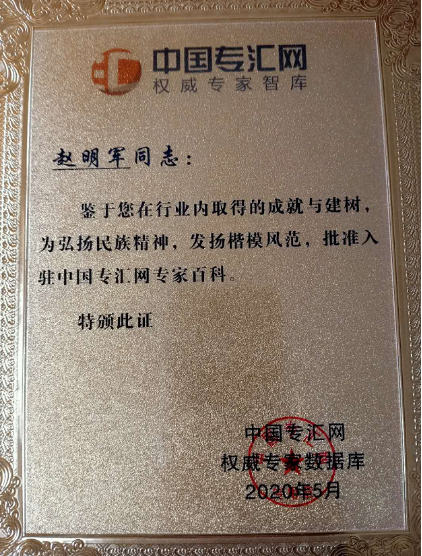 中国专汇网
权威专家智库
赵明军同志：
鉴于您在行业内取得的成就与建树，
为弘扬民族精神，发扬楷模风范，批准入
驻中国专汇网专家百科。
特颁此证
中国专汇网
权威专家数据库
2020年5月